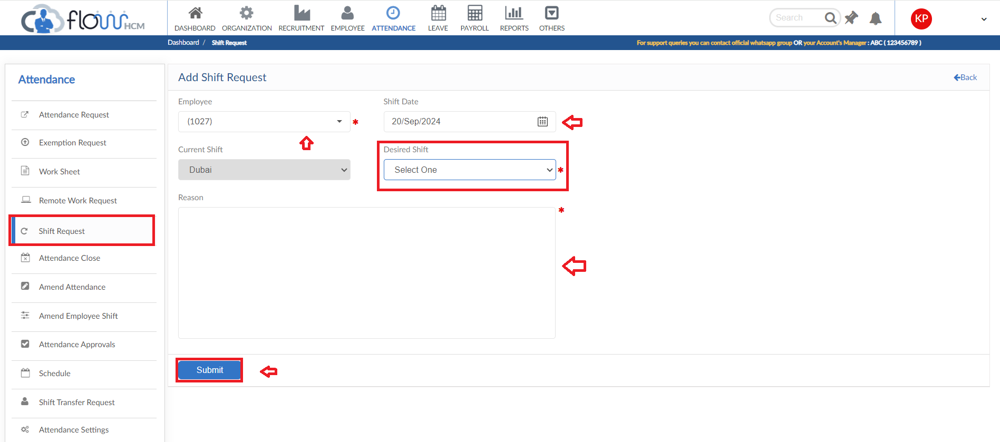 flowHCM
DASHBOARD
ORGANIZATION
RECRUITMENT
EMPLOYEE
ATTENDANCE
LEAVE
PAYROLL
REPORTS
OTHERS
Search
KP
Dashboard / Shift Request
For support queries you can contact official whatsapp group OR your Account's Manager : ABC ( 123456789 )
Attendance
Attendance Request
Exemption Request
Work Sheet
Remote Work Request
Shift Request
Attendance Close
Amend Attendance
Amend Employee Shift
Attendance Approvals
Schedule
Shift Transfer Request
Attendance Settings
Add Shift Request
Back
Employee
(1027)
*
Shift Date
20/Sep/2024
Current Shift
Dubai
Desired Shift
Select One
*
Reason
*
Submit